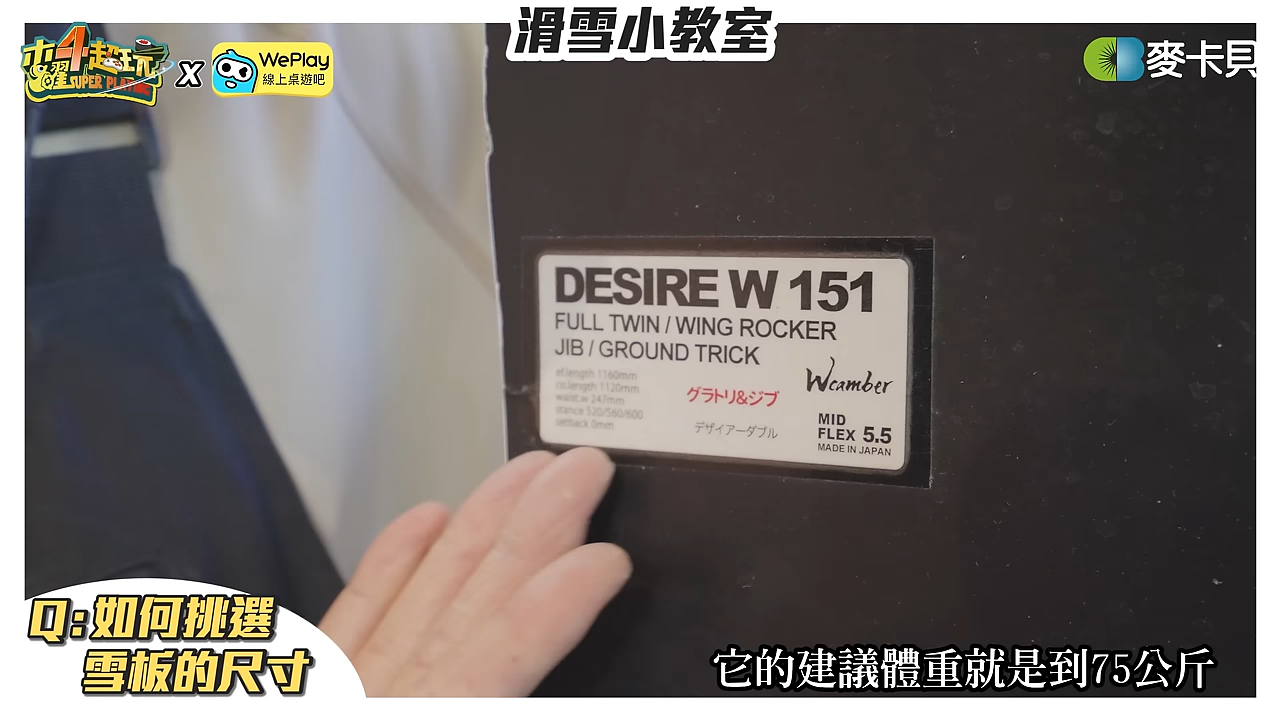 滑雪小教室
木曜4超玩
SUPER PLAYING
X
WePlay
線上桌遊吧
麥卡貝
DESIRE W 151
FULL TWIN / WING ROCKER
JIB / GROUND TRICK
ef.length 1160mm
co.length 1120mm
waist.w 247mm
stance 520/560/600
setback 0mm
グラトリ&ジブ
デザイアーダブル
Wcamber
MID
FLEX 5.5
MADE IN JAPAN
Q:如何挑選
雪板的尺寸
它的建議體重就是到75公斤